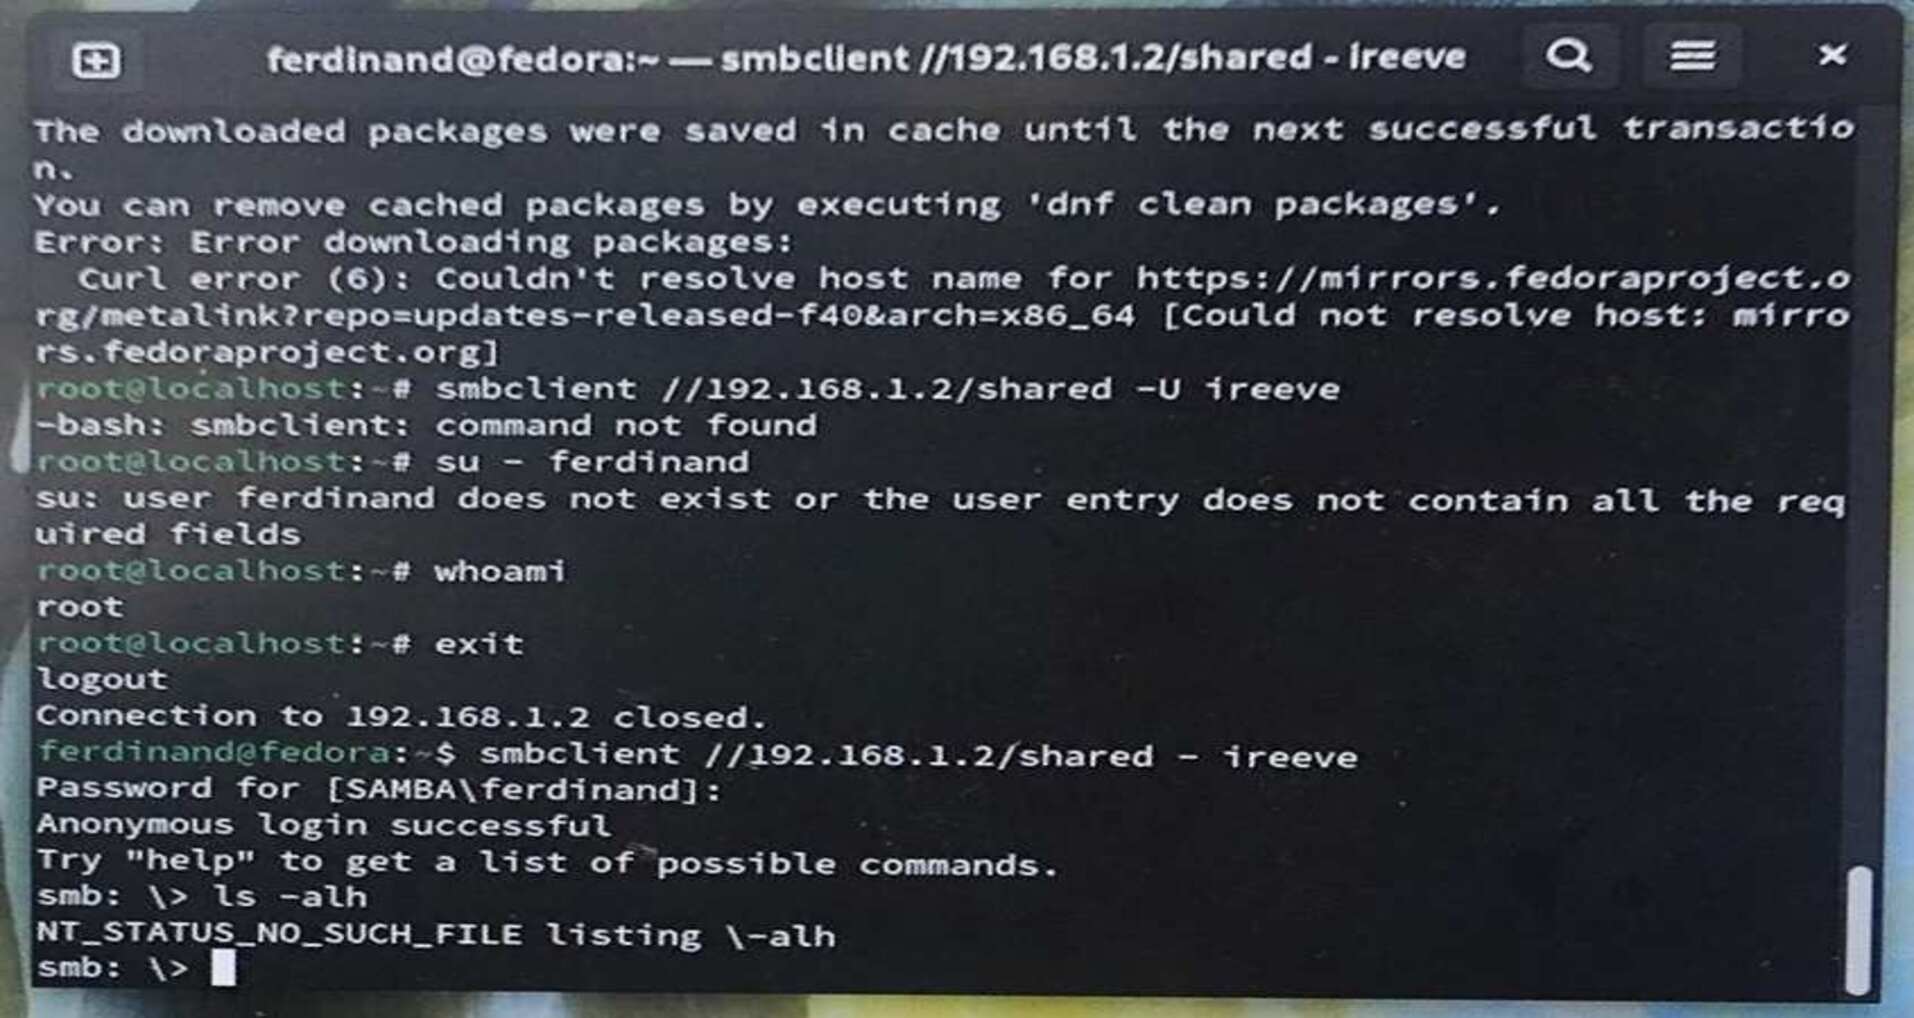 ferdinand@fedora:~ — smbclient //192.168.1.2/shared - ireeve
The downloaded packages were saved in cache until the next successful transactio
n.
You can remove cached packages by executing 'dnf clean packages'.
Error: Error downloading packages:
  Curl error (6): Couldn't resolve host name for https://mirrors.fedoraproject.o
rg/metalink?repo=updates-released-f40&arch=x86_64 [Could not resolve host: mirro
rs.fedoraproject.org]
root@localhost:~# smbclient //192.168.1.2/shared -U ireeve
-bash: smbclient: command not found
root@localhost:~# su - ferdinand
su: user ferdinand does not exist or the user entry does not contain all the req
uired fields
root@localhost:~# whoami
root
root@localhost:~# exit
logout
Connection to 192.168.1.2 closed.
ferdinand@fedora:~$ smbclient //192.168.1.2/shared - ireeve
Password for [SAMBA\ferdinand]:
Anonymous login successful
Try "help" to get a list of possible commands.
smb: \> ls -alh
NT_STATUS_NO_SUCH_FILE listing \-alh
smb: \>